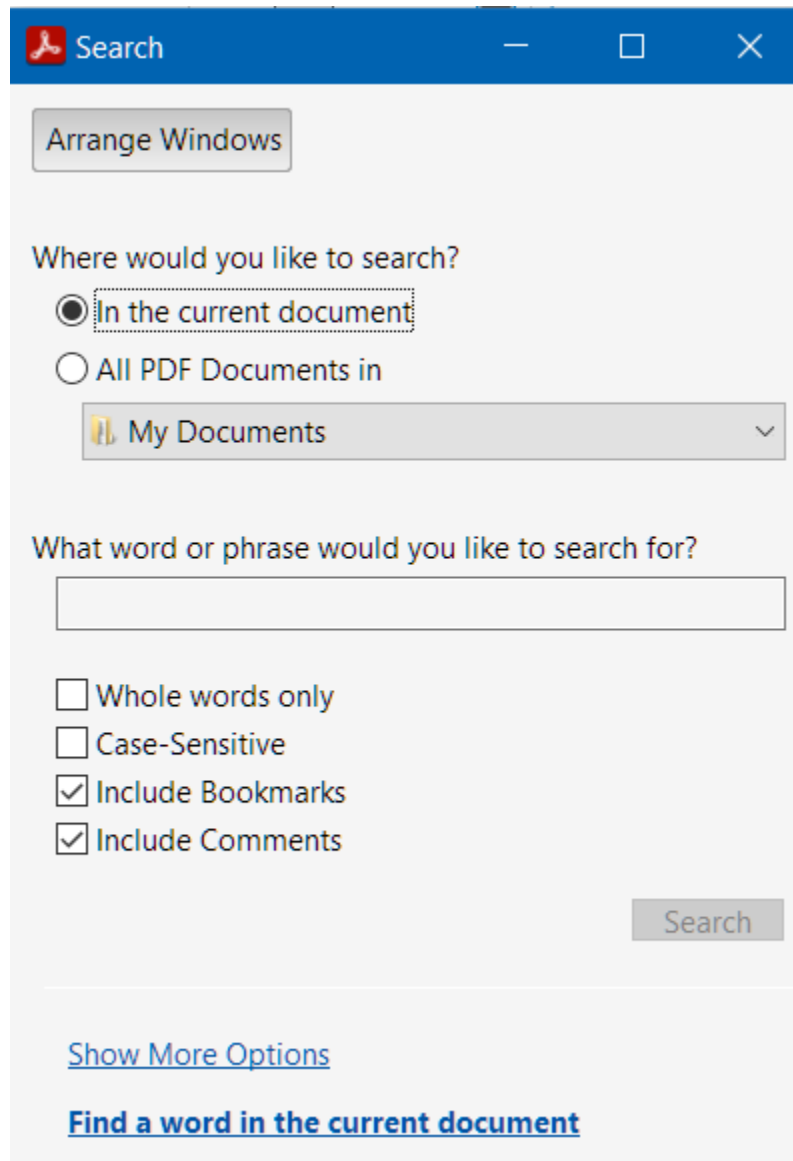 Search
Arrange Windows
Where would you like to search?
In the current document
All PDF Documents in
My Documents
What word or phrase would you like to search for?
Whole words only
Case-Sensitive
Include Bookmarks
Include Comments
Search
Show More Options
Find a word in the current document